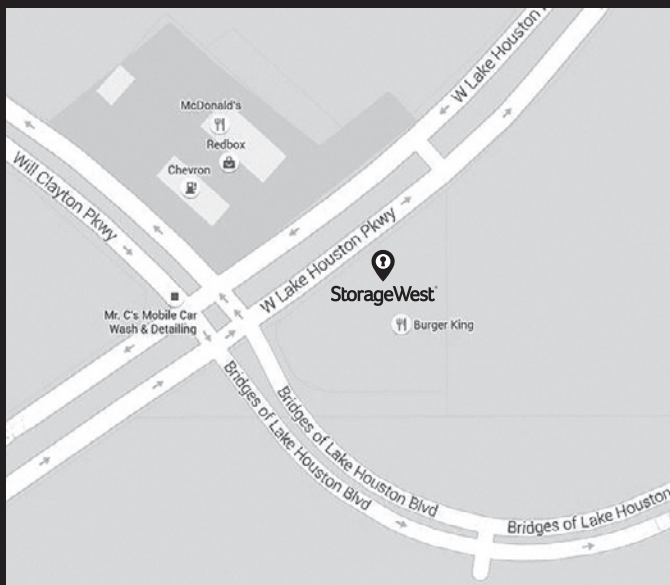 W Lake Houston
McDonald's
Redbox
Chevron
Will Clayton Pkwy
W Lake Houston Pkwy
StorageWest
Mr. C's Mobile Car
Wash & Detailing
Burger King
Bridges of Lake Houston Blvd
Bridges of Lake Houston Blvd
Bridges of Lake Houston